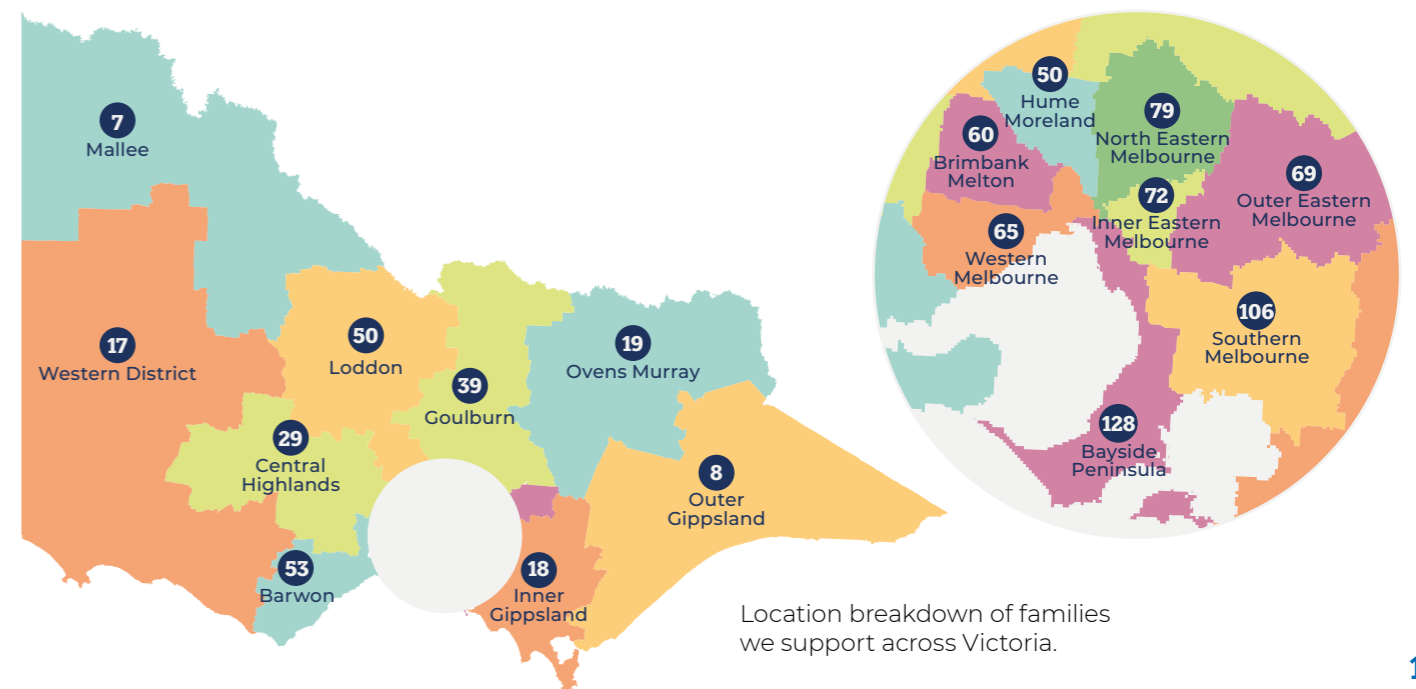 7
Mallee
17
Western District
50
Loddon
39
Goulburn
19
Ovens Murray
29
Central
Highlands
8
Outer
Gippsland
53
Barwon
18
Inner
Gippsland
50
Hume
Moreland
79
North Eastern
Melbourne
60
Brimbank
Melton
69
Outer Eastern
Melbourne
72
Inner Eastern
Melbourne
65
Western
Melbourne
106
Southern
Melbourne
128
Bayside
Peninsula
Location breakdown of families
we support across Victoria.